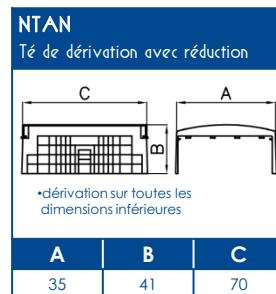 NTAN
Té de dérivation avec réduction
C
A
B
•dérivation sur toutes les
dimensions inférieures
A B C
35 41 70